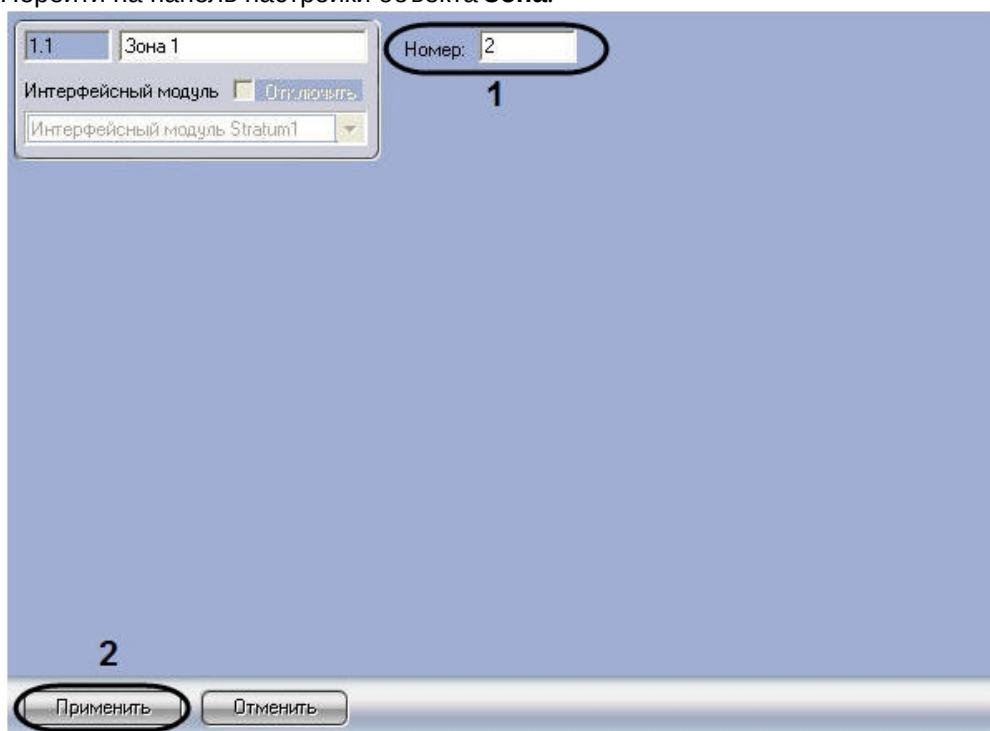 Перейти на панель настройки объекта Зона.
1.1 Зона 1
Номер: 2
1
Интерфейсный модуль Отключить
Интерфейсный модуль Stratum1
2
Применить Отменить